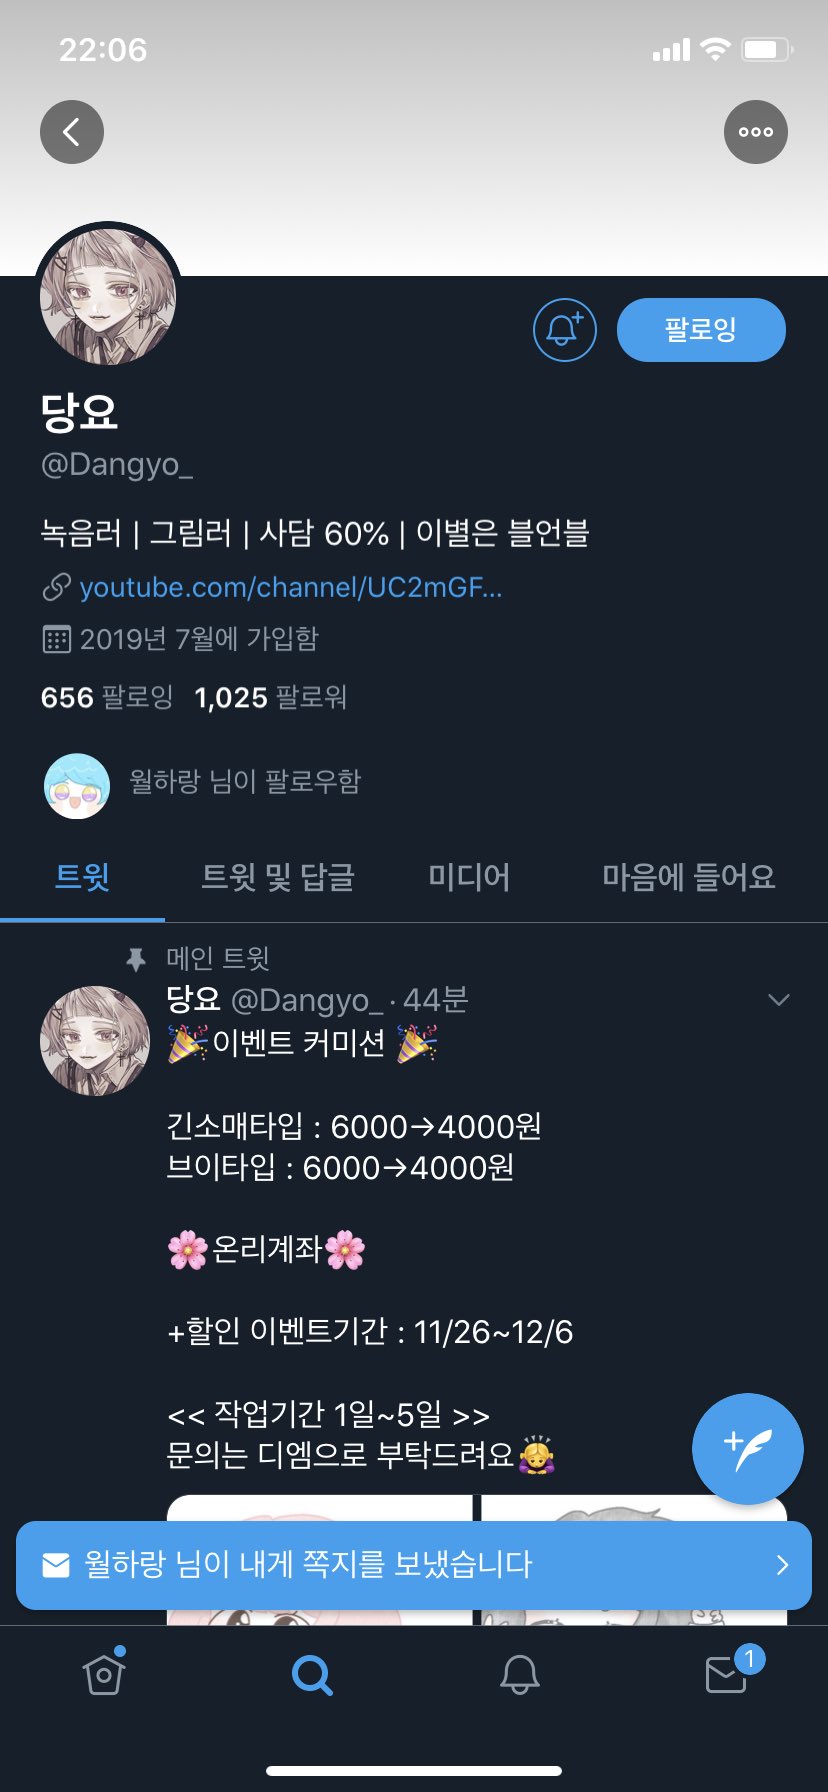 22:06
팔로잉
당요
@Dangyo_
녹음러 | 그림러 | 사담 60% | 이별은 블언블
youtube.com/channel/UC2mGF...
2019년 7월에 가입함
656 팔로잉 1,025 팔로워
월하랑 님이 팔로우함
트윗 트윗 및 답글 미디어 마음에 들어요
메인 트윗
당요 @Dangyo_ · 44분
🎉이벤트 커미션 🎉
긴소매타입 : 6000→4000원
브이타입 : 6000→4000원
🌸온리계좌🌸
+할인 이벤트기간 : 11/26~12/6
<< 작업기간 1일~5일 >>
문의는 디엠으로 부탁드려요🙇‍♀️
월하랑 님이 내게 쪽지를 보냈습니다
1